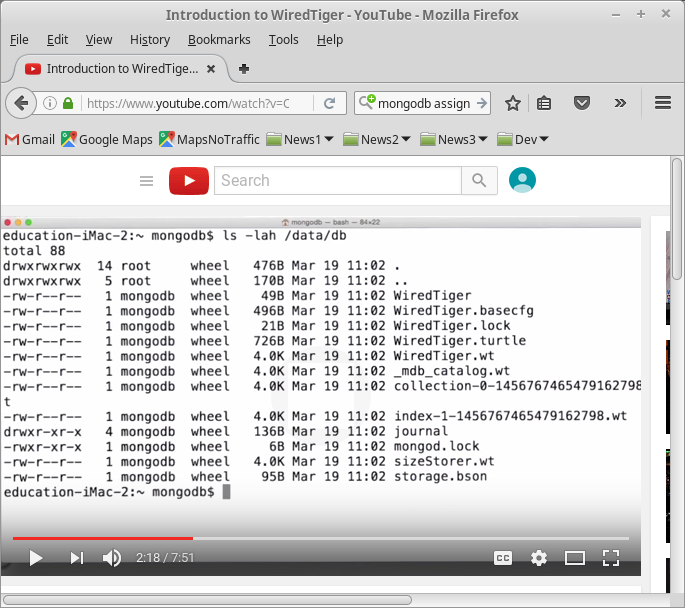 Introduction to WiredTiger - YouTube - Mozilla Firefox
File Edit View History Bookmarks Tools Help
Introduction to WiredTige...
https://www.youtube.com/watch?v=C mongodb assign
Gmail Google Maps MapsNoTraffic News1 News2 News3 Dev
Search
mongodb — bash — 84×22
education-iMac-2:~ mongodb$ ls -lah /data/db
total 88
drwxrwxrwx 14 root wheel 476B Mar 19 11:02 .
drwxrwxrwx 5 root wheel 170B Mar 19 11:02 ..
-rw-r--r-- 1 mongodb wheel 49B Mar 19 11:02 WiredTiger
-rw-r--r-- 1 mongodb wheel 496B Mar 19 11:02 WiredTiger.basecfg
-rw-r--r-- 1 mongodb wheel 21B Mar 19 11:02 WiredTiger.lock
-rw-r--r-- 1 mongodb wheel 726B Mar 19 11:02 WiredTiger.turtle
-rw-r--r-- 1 mongodb wheel 4.0K Mar 19 11:02 WiredTiger.wt
-rw-r--r-- 1 mongodb wheel 4.0K Mar 19 11:02 _mdb_catalog.wt
-rw-r--r-- 1 mongodb wheel 4.0K Mar 19 11:02 collection-0-1456767465479162798
t
-rw-r--r-- 1 mongodb wheel 4.0K Mar 19 11:02 index-1-1456767465479162798.wt
drwxr-xr-x 4 mongodb wheel 136B Mar 19 11:02 journal
-rwxr-xr-x 1 mongodb wheel 6B Mar 19 11:02 mongod.lock
-rw-r--r-- 1 mongodb wheel 4.0K Mar 19 11:02 sizeStorer.wt
-rw-r--r-- 1 mongodb wheel 95B Mar 19 11:02 storage.bson
education-iMac-2:~ mongodb$
2:18 / 7:51 CC